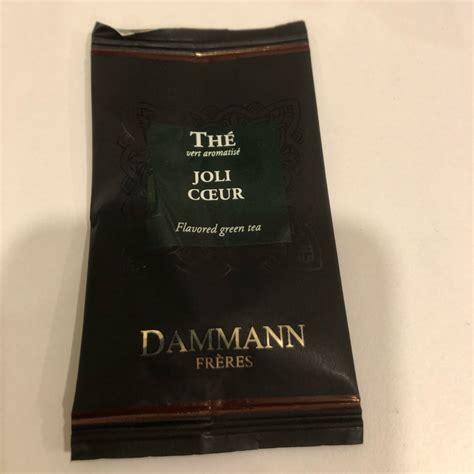 THÉ
vert aromatisé
JOLI
CŒUR
Flavored green tea
DAMMANN
FRÈRES